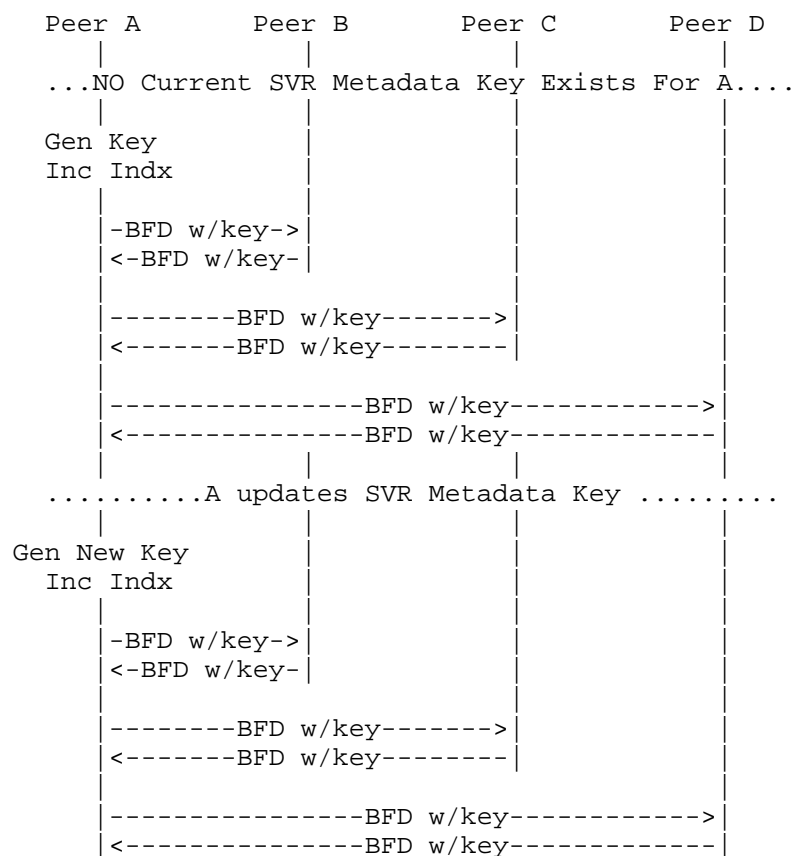 Peer A          Peer B         Peer C         Peer D
...NO Current SVR Metadata Key Exists For A....
Gen Key
Inc Indx
|-BFD w/key->|
|<-BFD w/key-|
|--------BFD w/key------->|
|<-------BFD w/key--------|
|----------------BFD w/key------------>|
|<---------------BFD w/key-------------|
..........A updates SVR Metadata Key .........
Gen New Key
Inc Indx
|-BFD w/key->|
|<-BFD w/key-|
|--------BFD w/key------->|
|<-------BFD w/key--------|
|----------------BFD w/key------------>|
|<---------------BFD w/key-------------|